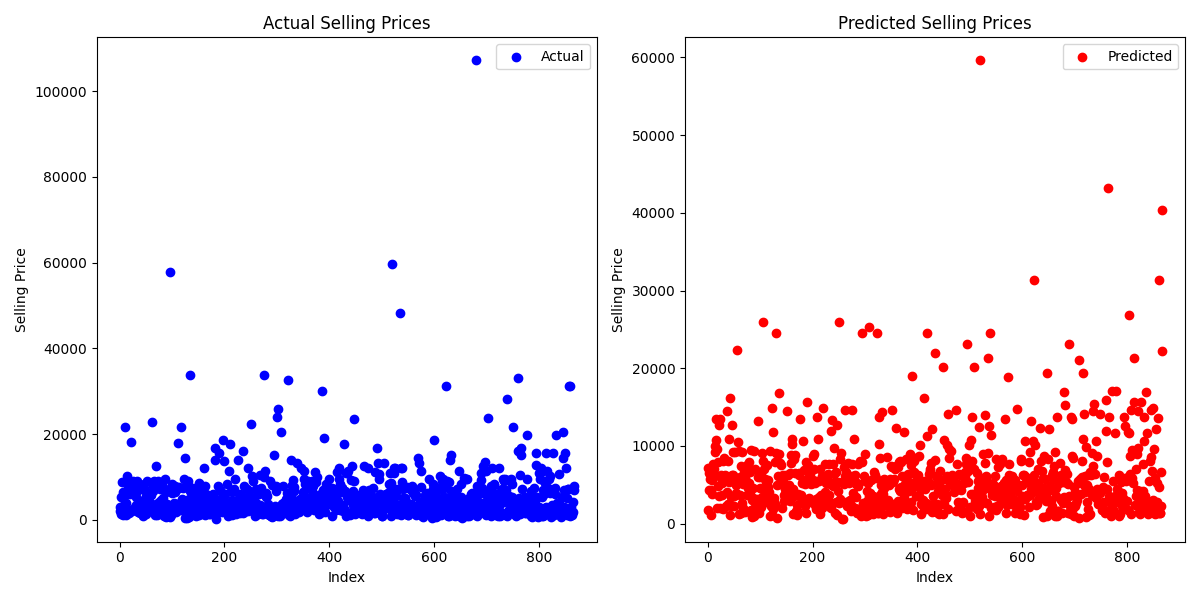 Actual Selling Prices
Actual
Selling Price
100000
80000
60000
40000
20000
0
0 200 400 600 800
Index
Predicted Selling Prices
Predicted
Selling Price
60000
50000
40000
30000
20000
10000
0
0 200 400 600 800
Index